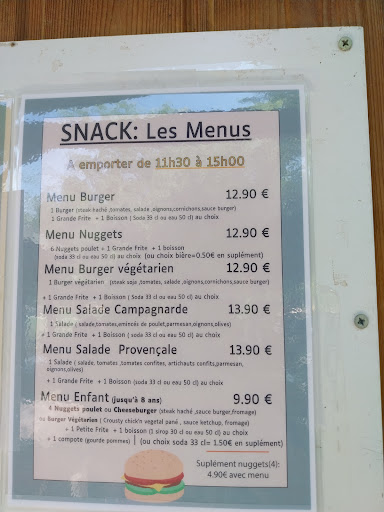 SNACK: Les Menus
A emporter de 11h30 à 15h00
Menu Burger 12.90 €
1 Burger (steak haché ,tomates, salade ,oignons,cornichons,sauce burger)
1 Grande Frite + 1 Boisson ( Soda 33 cl ou eau 50 cl) au choix
Menu Nuggets 12.90 €
6 Nuggets poulet + 1 Grande Frite + 1 boisson
(soda 33 cl ou eau 50 cl) au choix (ou choix bière=0.50€ en suplément)
Menu Burger végétarien 12.90 €
1 Burger végétarien (steak soja ,tomates, salade ,oignons,cornichons,sauce burger)
+ 1 Grande Frite + 1 Boisson ( Soda 33 cl ou eau 50 cl) au choix
Menu Salade Campagnarde 13.90 €
1 Salade ( salade,tomates,emincés de poulet,parmesan,oignons,olives)
+ 1 Grande Frite + 1 Boisson ( Soda 33 cl ou eau 50 cl) au choix
Menu Salade Provençale 13.90 €
1 Salade ( salade, tomates ,tomates confites, artichauts confits,parmesan,
oignons,olives)
+ 1 Grande Frite + 1 Boisson (Soda 33 cl ou eau 50 cl) au choix
Menu Enfant (jusqu'à 8 ans) 9.90 €
4 Nuggets poulet ou Cheeseburger (steak haché ,sauce burger,fromage)
ou Burger Végétarien ( Crousty chick'n vegetal pané , sauce ketchup, fromage)
+ 1 Petite Frite + 1 boisson (1 sirop 30 cl ou eau 50 cl) au choix
+ 1 compote (gourde pommes) (ou choix soda 33 cl= 1.50€ en suplément)
Suplément nuggets(4):
4.90€ avec menu